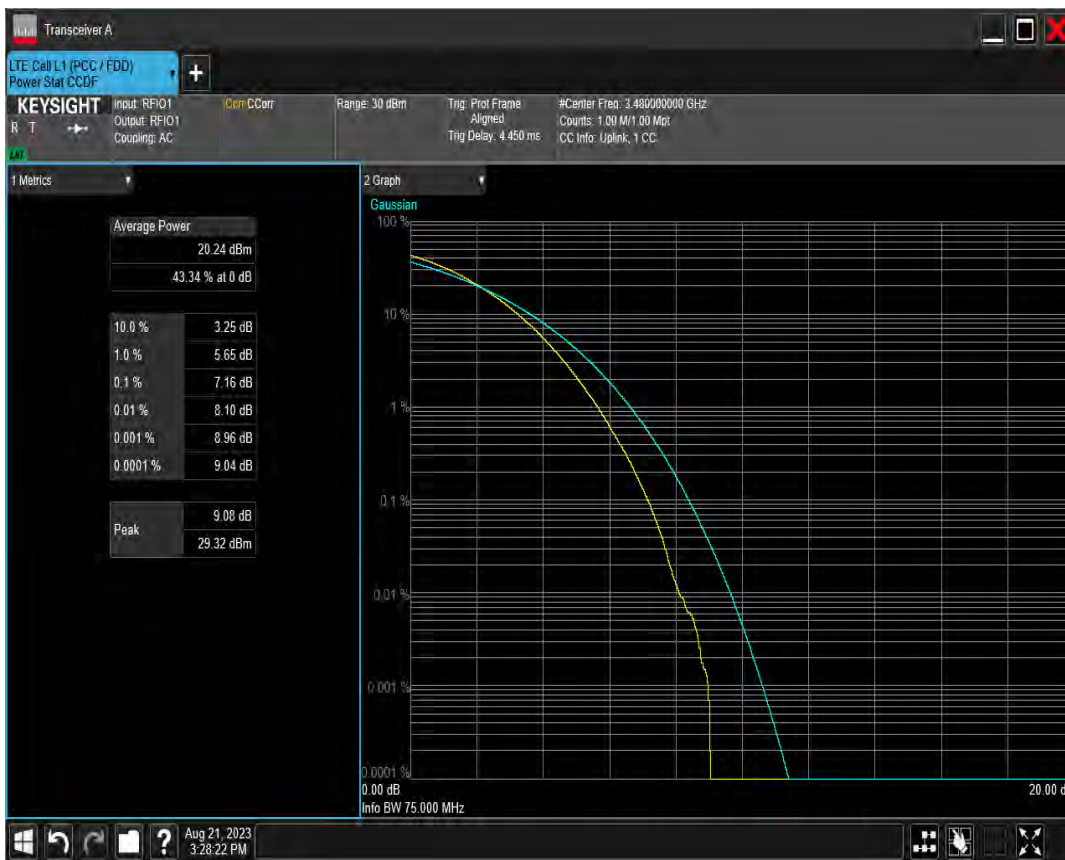 Transceiver A
LTE Cell L1 (PCC / FDD)
Power Stat CCDF
+
KEYSIGHT
R T
LNI
Input: RFIO1
Output: RFIO1
Coupling: AC
Corr CCorr
Range: 30 dBm
Trig: Prot Frame
Aligned
Trig Delay: 4.450 ms
#Center Freq: 3.480000000 GHz
Counts: 1.00 M/1.00 Mpt
CC Info: Uplink, 1 CC
1 Metrics
Average Power
20.24 dBm
43.34 % at 0 dB
10.0 % 3.25 dB
1.0 % 5.65 dB
0.1 % 7.16 dB
0.01 % 8.10 dB
0.001 % 8.96 dB
0.0001 % 9.04 dB
Peak
9.08 dB
29.32 dBm
2 Graph
Gaussian
100 %
10 %
1 %
0.1 %
0.01 %
0.001 %
0.0001 %
0.00 dB 20.00 d
Info BW 75.000 MHz
?
Aug 21, 2023
3:28:22 PM